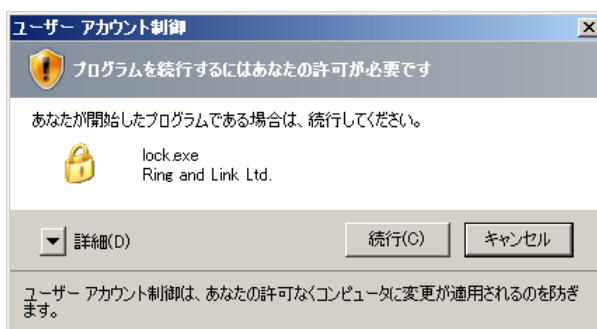 ユーザー アカウント制御
プログラムを続行するにはあなたの許可が必要です
あなたが開始したプログラムである場合は、続行してください。
lock.exe
Ring and Link Ltd.
詳細(D)
続行(C)
キャンセル
ユーザー アカウント制御は、あなたの許可なくコンピュータに変更が適用されるのを防ぎ
ます。